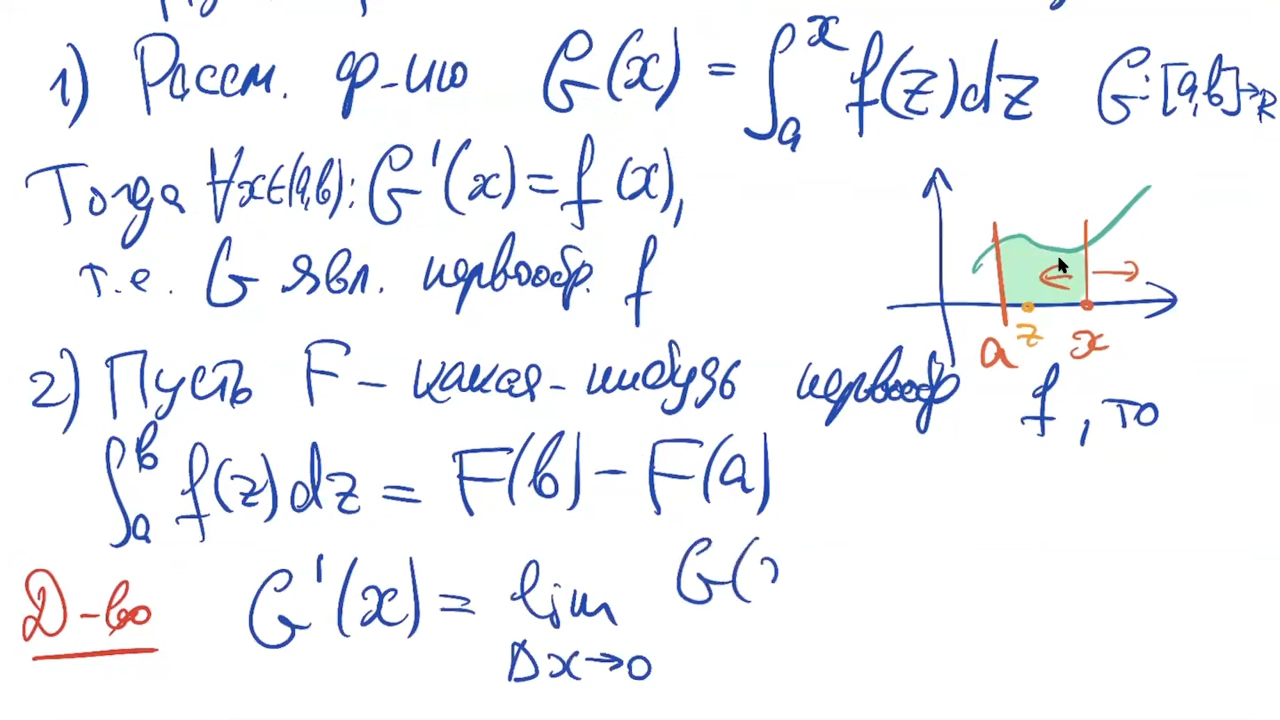 1) Рассм. ф-ию G(x) = ∫ₐˣ f(z)dz G: [a,b]→R
Тогда ∀x∈(a,b): G'(x) = f(x),
т.е. G явл. первообр. f
a z x
2) Пусть F – какая-нибудь первообр f, то
∫ₐᵇ f(z)dz = F(b) – F(a)
Д-во G'(x) = lim G(
Δx→0